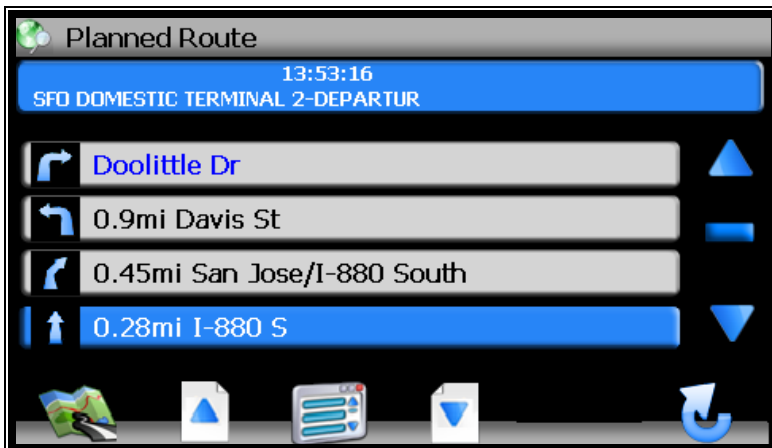 Planned Route
13:53:16
SFO DOMESTIC TERMINAL 2-DEPARTUR
Doolittle Dr
0.9mi Davis St
0.45mi San Jose/I-880 South
0.28mi I-880 S